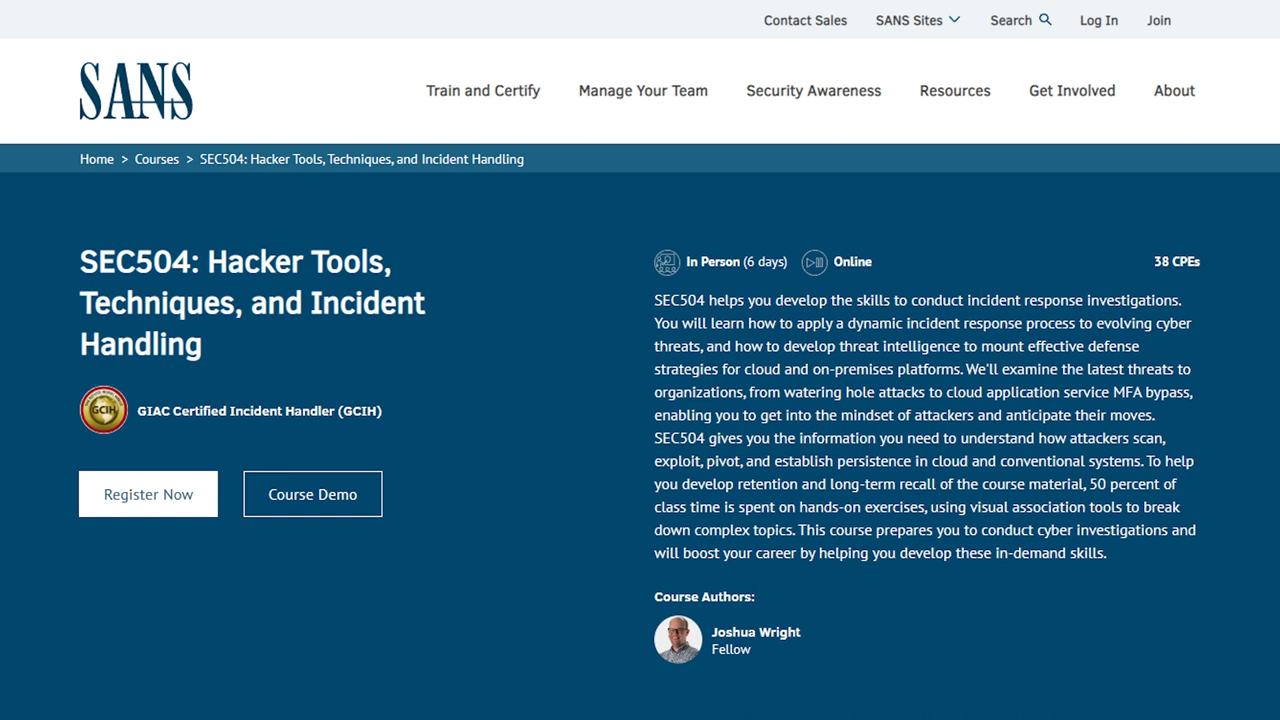 Contact Sales SANS Sites Search Log In Join
SANS
Train and Certify Manage Your Team Security Awareness Resources Get Involved About
Home > Courses > SEC504: Hacker Tools, Techniques, and Incident Handling
SEC504: Hacker Tools,
Techniques, and Incident
Handling
GCIH
GIAC Certified Incident Handler (GCIH)
Register Now Course Demo
In Person (6 days) Online 38 CPEs
SEC504 helps you develop the skills to conduct incident response investigations.
You will learn how to apply a dynamic incident response process to evolving cyber
threats, and how to develop threat intelligence to mount effective defense
strategies for cloud and on-premises platforms. We'll examine the latest threats to
organizations, from watering hole attacks to cloud application service MFA bypass,
enabling you to get into the mindset of attackers and anticipate their moves.
SEC504 gives you the information you need to understand how attackers scan,
exploit, pivot, and establish persistence in cloud and conventional systems. To help
you develop retention and long-term recall of the course material, 50 percent of
class time is spent on hands-on exercises, using visual association tools to break
down complex topics. This course prepares you to conduct cyber investigations and
will boost your career by helping you develop these in-demand skills.
Course Authors:
Joshua Wright
Fellow